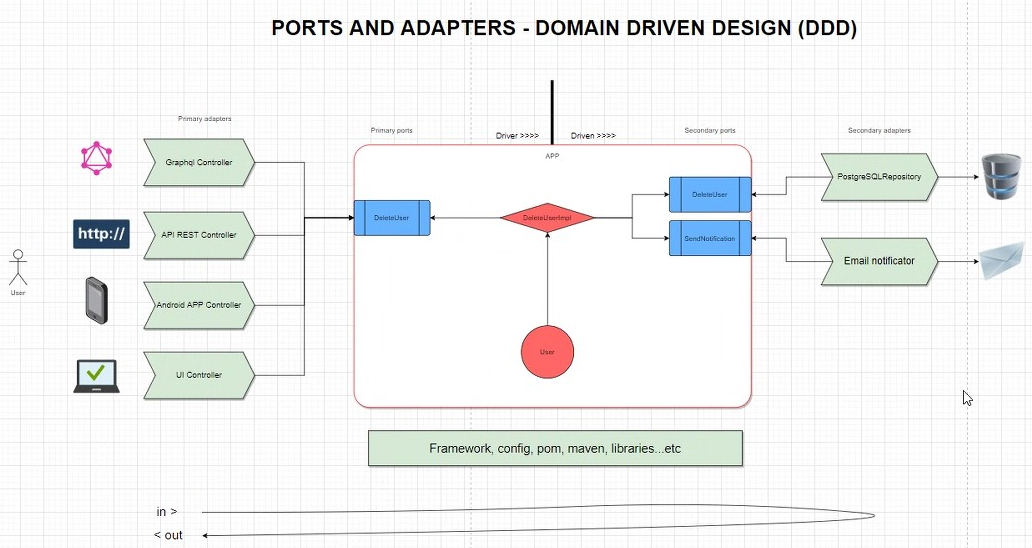 PORTS AND ADAPTERS - DOMAIN DRIVEN DESIGN (DDD)
Primary adapters
Primary ports
Driver >>>>
Driven >>>>
Secondary ports
Secondary adapters
APP
Graphql Controller
http://
API REST Controller
Android APP Controller
UI Controller
User
DeleteUser
DeleteUserImpl
User
DeleteUser
SendNotification
PostgreSQLRepository
Email notificator
Framework, config, pom, maven, libraries...etc
in >
< out